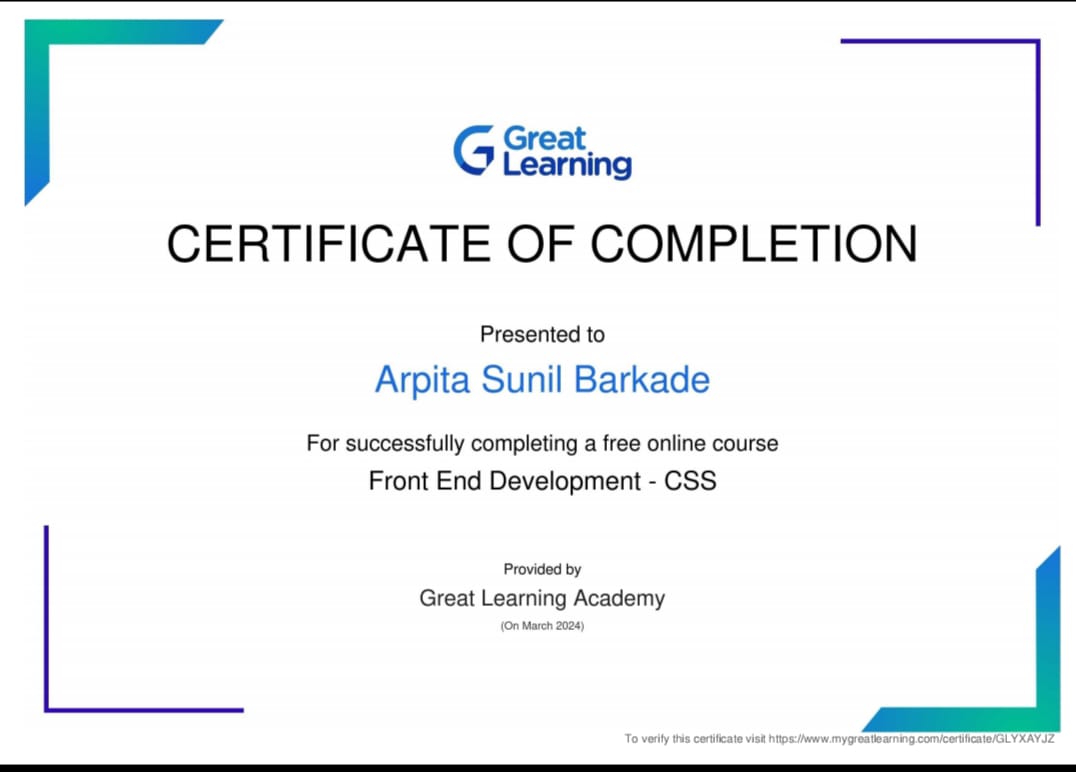 Great
Learning
CERTIFICATE OF COMPLETION
Presented to
Arpita Sunil Barkade
For successfully completing a free online course
Front End Development - CSS
Provided by
Great Learning Academy
(On March 2024)
To verify this certificate visit https://www.mygreatlearning.com/certificate/GLYXAYJZ